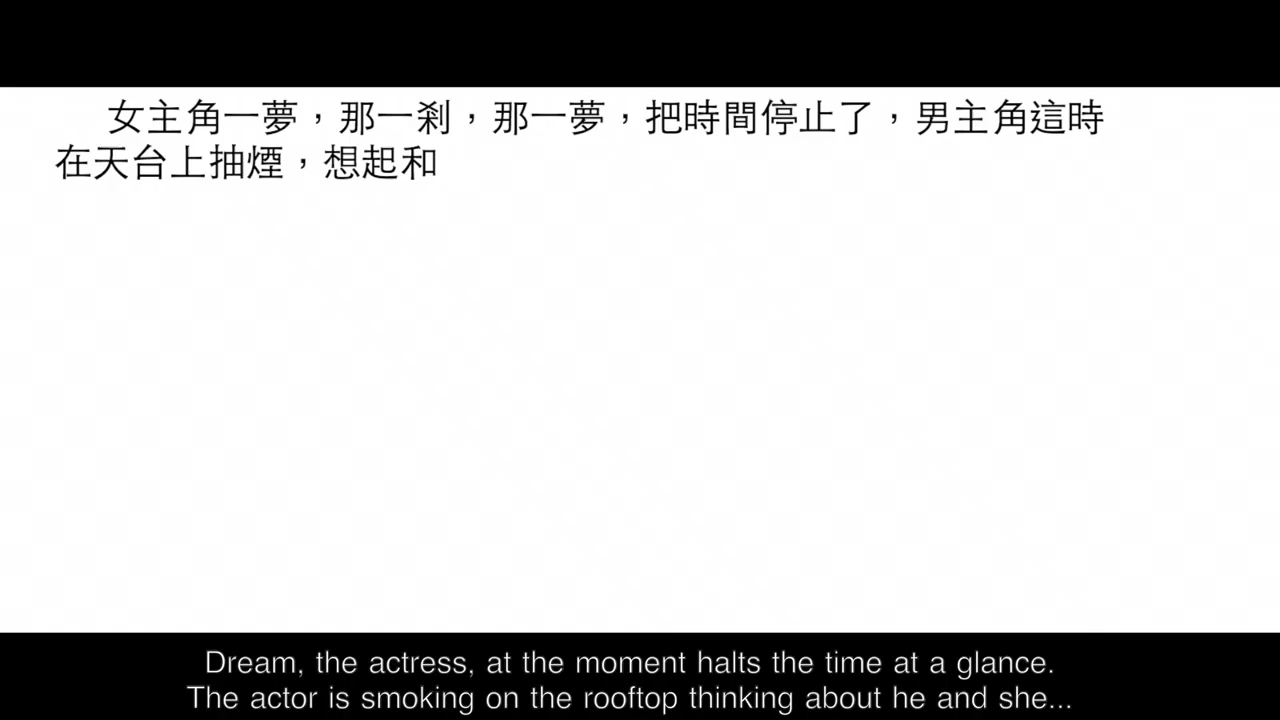 女主角一夢，那一剎，那一夢，把時間停止了，男主角這時
在天台上抽煙，想起和
Dream, the actress, at the moment halts the time at a glance.
The actor is smoking on the rooftop thinking about he and she...